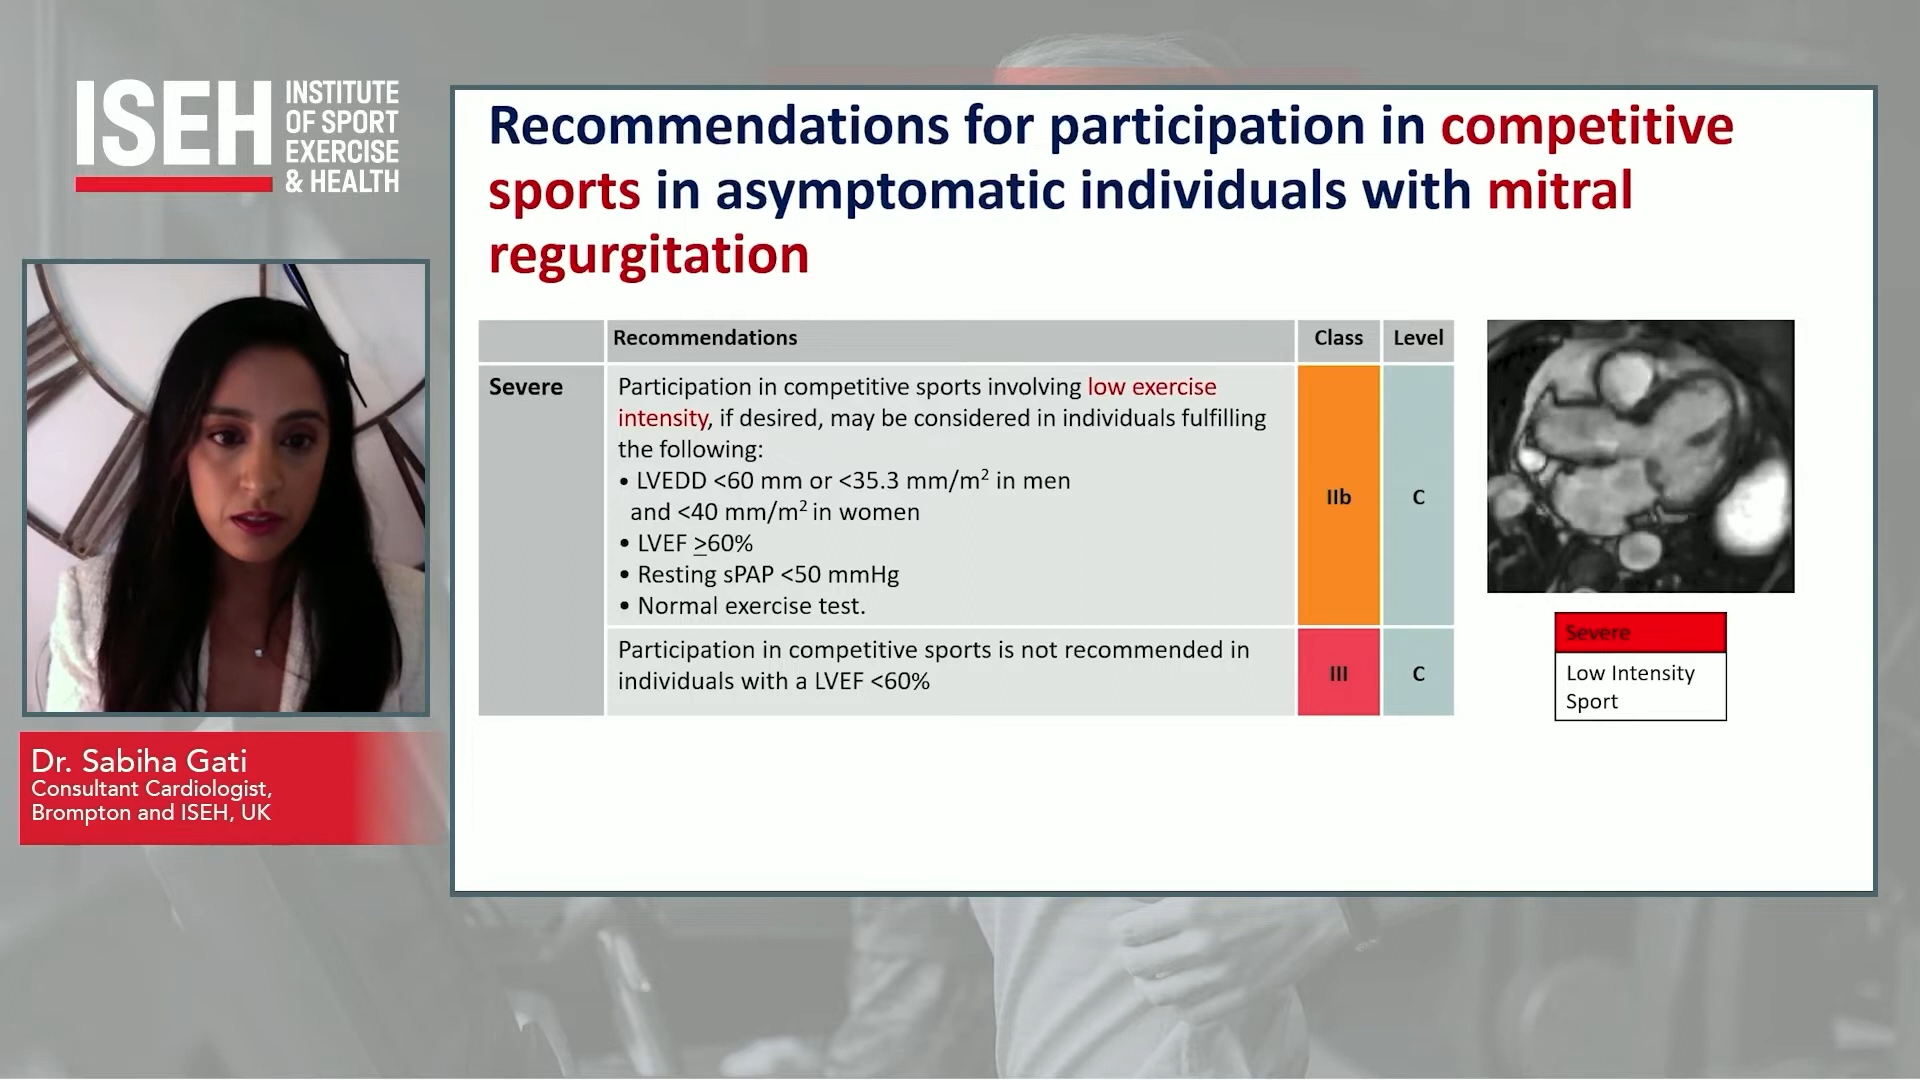 ISEH
INSTITUTE
OF SPORT
EXERCISE
& HEALTH
Dr. Sabiha Gati
Consultant Cardiologist,
Brompton and ISEH, UK
Recommendations for participation in competitive
sports in asymptomatic individuals with mitral
regurgitation
Recommendations Class Level
Severe
Participation in competitive sports involving low exercise
intensity, if desired, may be considered in individuals fulfilling
the following:
• LVEDD <60 mm or <35.3 mm/m² in men
and <40 mm/m² in women
• LVEF ≥60%
• Resting sPAP <50 mmHg
• Normal exercise test.
IIb C
Participation in competitive sports is not recommended in
individuals with a LVEF <60%
III C
Severe
Low Intensity
Sport